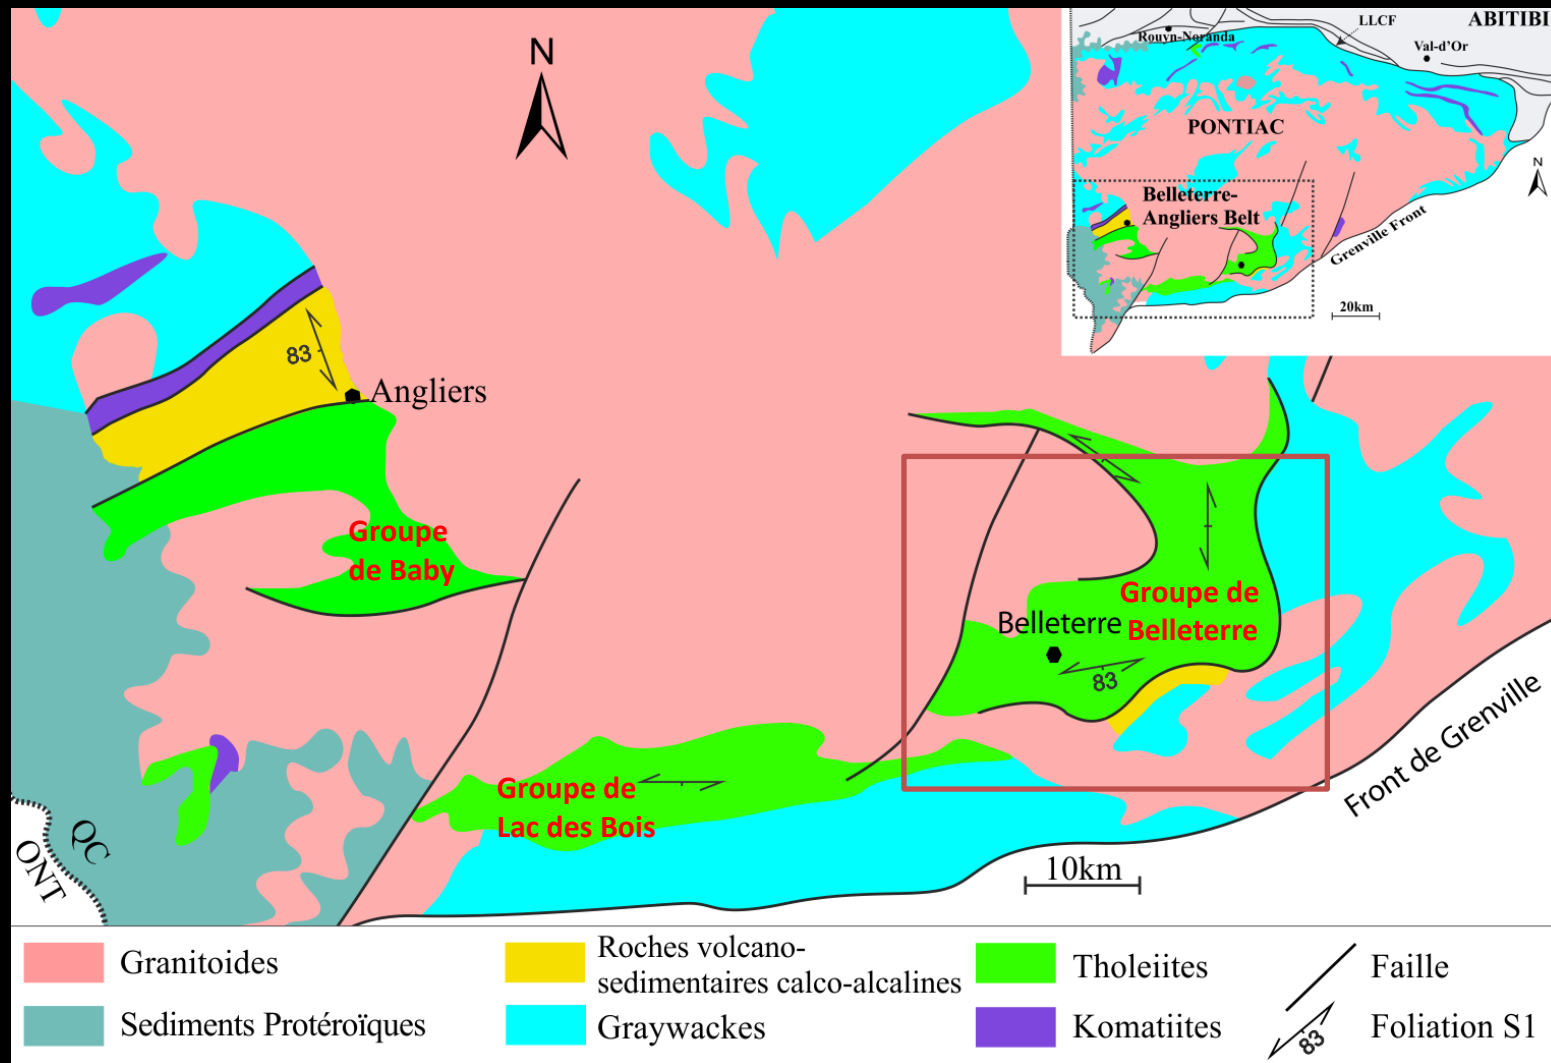 N
Angliers
Groupe
de Baby
83
Groupe de
Lac des Bois
Belleterre
Groupe de
Belleterre
83
Front de Grenville
10km
QC
ONT
LLCF
ABITIBI
Rouyn-Noranda
Val-d'Or
PONTIAC
N
Belleterre-
Angliers Belt
Grenville Front
20km
Granitoides
Roches volcano-
sedimentaires calco-alcalines
Tholeiites
Faille
Sediments Protéroïques
Graywackes
Komatiites
Foliation S1
83